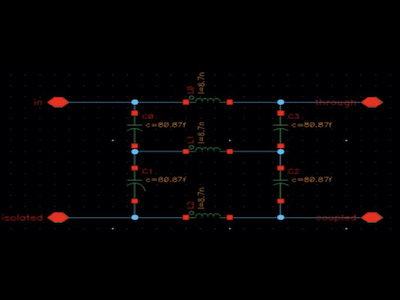 in
L0
l=8.7n
through
C0
c=80.87f
C3
c=80.87f
L1
l=8.7n
C1
c=80.87f
C2
c=80.87f
L2
l=8.7n
isolated
coupled